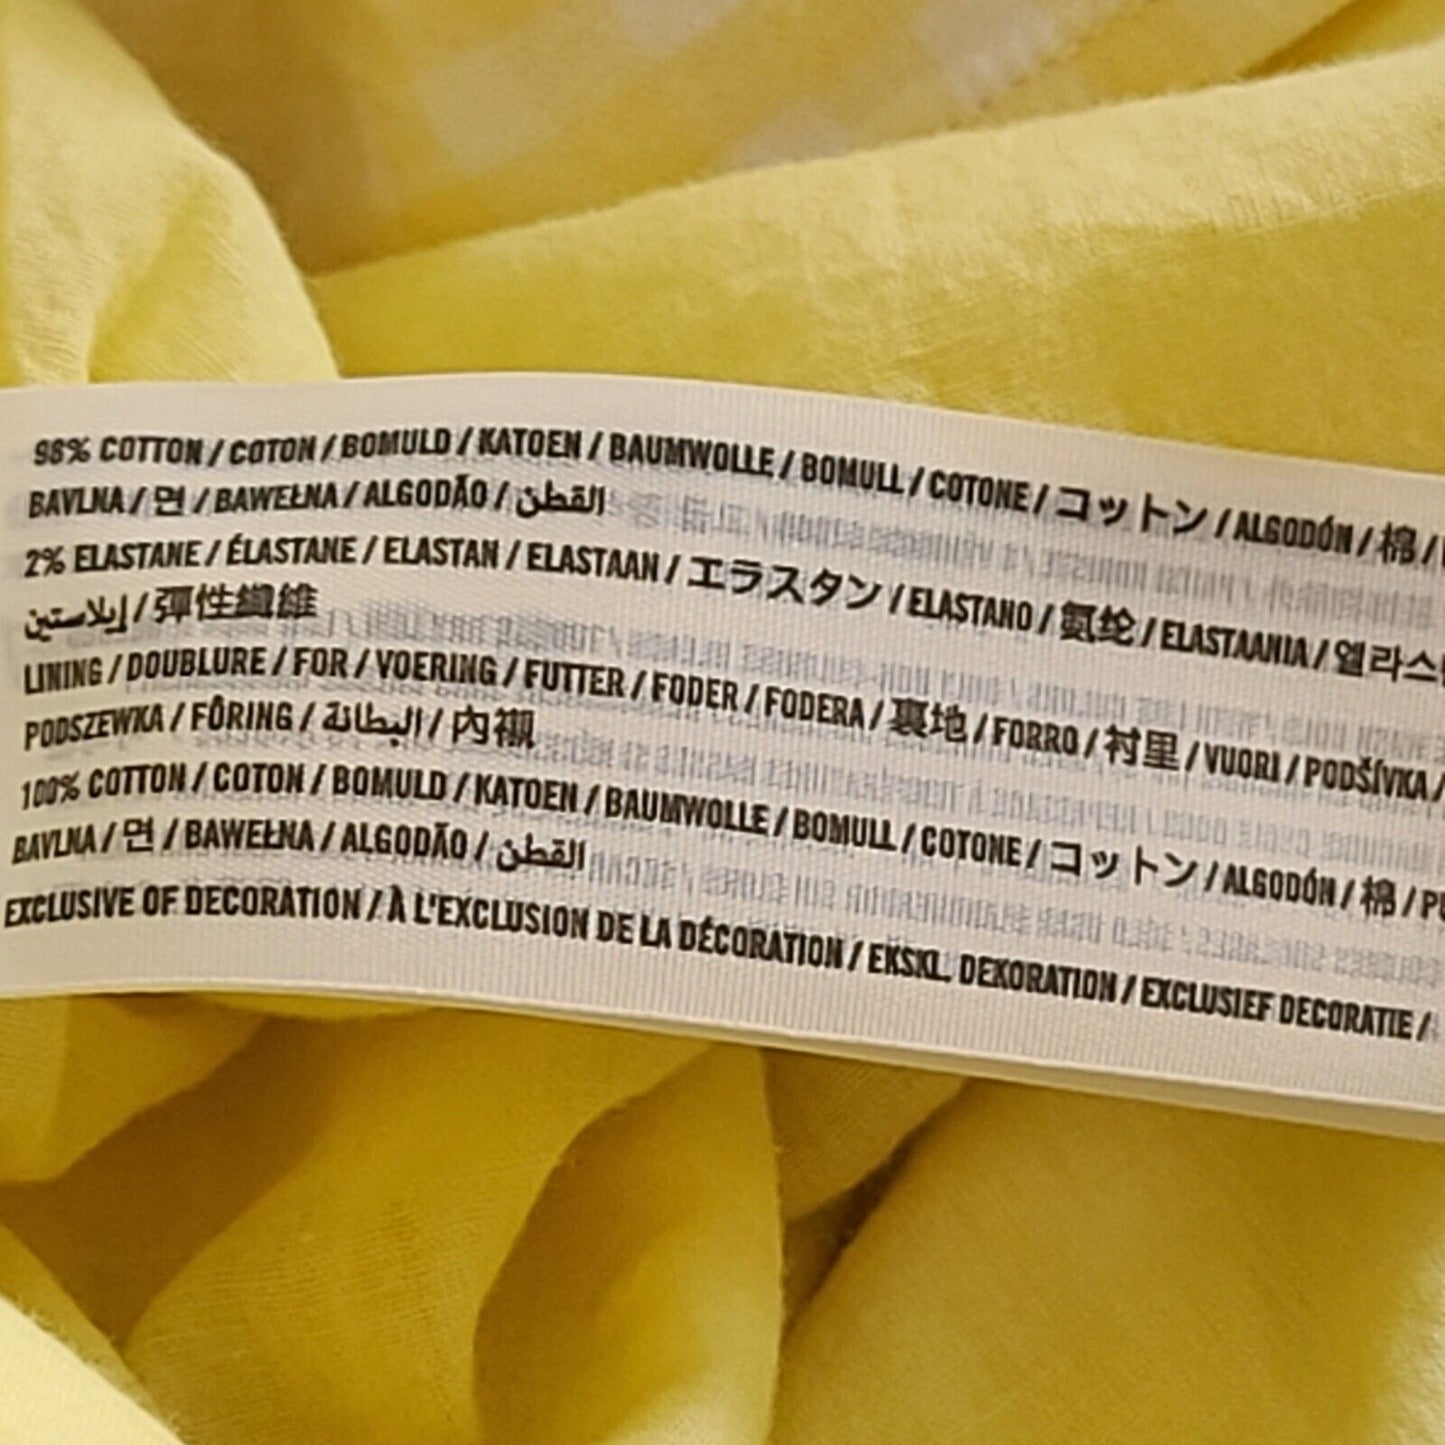 98% COTTON / COTON / BOMULD / KATOEN / BAUMWOLLE / BOMULL / COTONE / コットン / ALGODÓN / 棉 /
BAVLNA / 면 / BAWEŁNA / ALGODÃO / القطن
2% ELASTANE / ÉLASTANE / ELASTAN / ELASTAAN / エラスタン / ELASTANO / 氨纶 / ELASTAANIA /
إيلاستين / 彈性纖維
LINING / DOUBLURE / FOR / VOERING / FUTTER / FODER / FODERA / 裏地 / FORRO / 衬里 / VUORI / PODŠÍVKA /
PODSZEWKA / FÔRING / البطانة / 內襯
100% COTTON / COTON / BOMULD / KATOEN / BAUMWOLLE / BOMULL / COTONE / コットン / ALGODÓN / 棉 /
BAVLNA / 면 / BAWEŁNA / ALGODÃO / القطن
EXCLUSIVE OF DECORATION / À L'EXCLUSION DE LA DÉCORATION / EKSKL. DEKORATION / EXCLUSIEF DECORATIE /